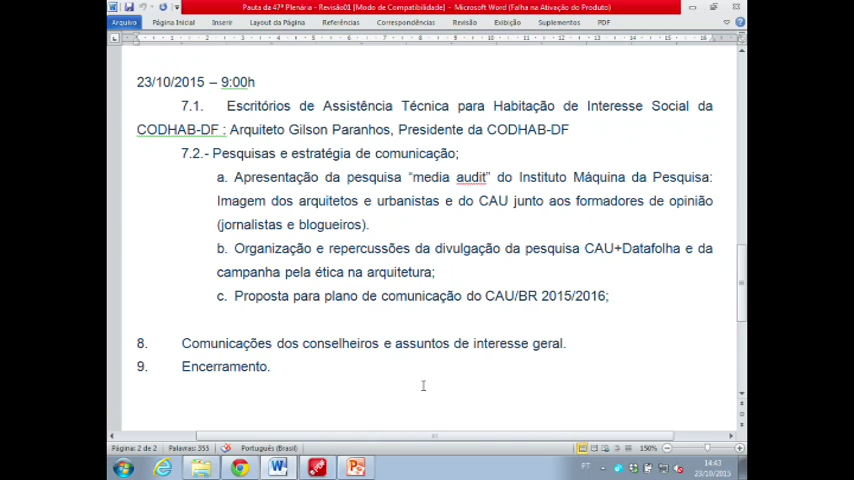 Pauta da 47ª Plenária - Revisão01 [Modo de Compatibilidade] - Microsoft Word (Falha na Ativação do Produto)
Arquivo Página Inicial Inserir Layout da Página Referências Correspondências Revisão Exibição Suplementos PDF
23/10/2015 – 9:00h
7.1. Escritórios de Assistência Técnica para Habitação de Interesse Social da
CODHAB-DF ; Arquiteto Gilson Paranhos, Presidente da CODHAB-DF
7.2.- Pesquisas e estratégia de comunicação;
a. Apresentação da pesquisa “media audit” do Instituto Máquina da Pesquisa:
Imagem dos arquitetos e urbanistas e do CAU junto aos formadores de opinião
(jornalistas e blogueiros).
b. Organização e repercussões da divulgação da pesquisa CAU+Datafolha e da
campanha pela ética na arquitetura;
c. Proposta para plano de comunicação do CAU/BR 2015/2016;
8. Comunicações dos conselheiros e assuntos de interesse geral.
9. Encerramento.
Página: 2 de 2 Palavras: 355 Português (Brasil) 150%
PT 14:43
23/10/2015